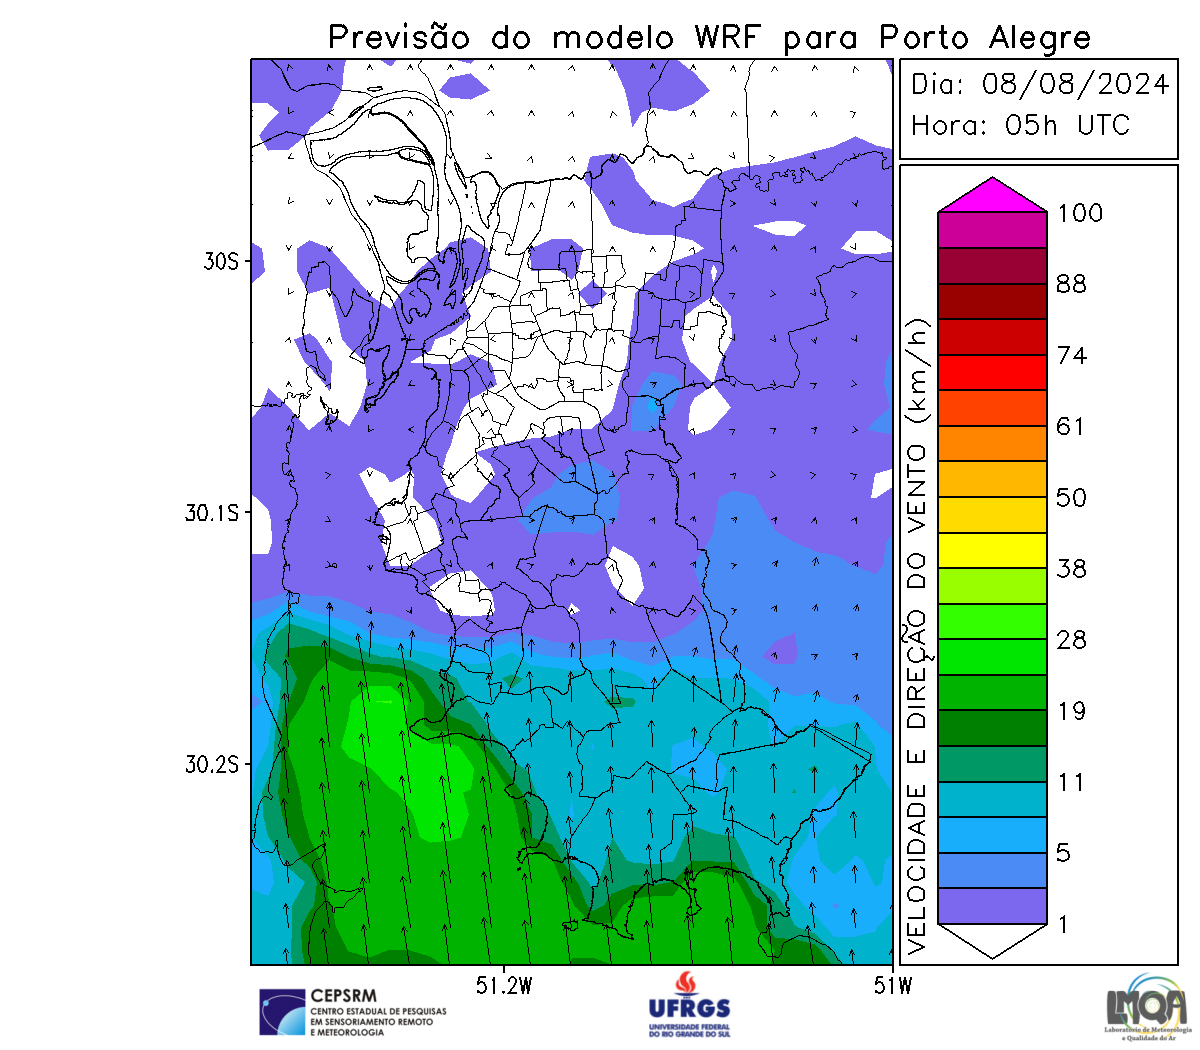 Previsão do modelo WRF para Porto Alegre
Dia: 08/08/2024
Hora: 05h UTC
30S
30.1S
30.2S
51.2W
51W
VELOCIDADE E DIREÇÃO DO VENTO (km/h)
100
88
74
61
50
38
28
19
11
5
1
CEPSRM
CENTRO ESTADUAL DE PESQUISAS
EM SENSORIAMENTO REMOTO
E METEOROLOGIA
UFRGS
UNIVERSIDADE FEDERAL
DO RIO GRANDE DO SUL
LMQA
Laboratório de Meteorologia
e Qualidade do Ar